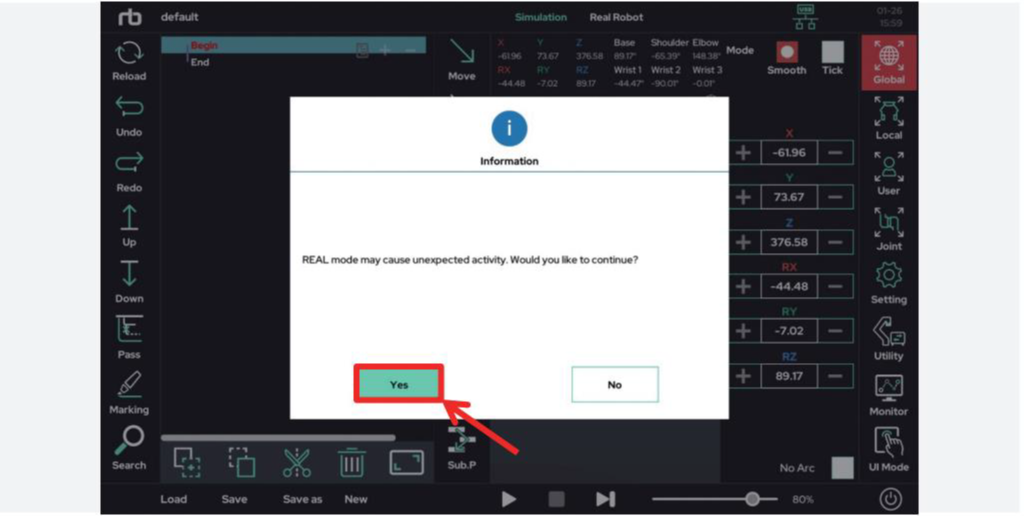 rb default Simulation Real Robot USB 01-26
15:59
Reload
Undo
Redo
Up
Down
Pass
Marking
Search
Begin
End
Move
Sub.P
X Y Z Base Shoulder Elbow
-61.96 73.67 376.58 89.17° -65.39° 148.38°
RX RY RZ Wrist 1 Wrist 2 Wrist 3
-44.48 -7.02 89.17 -44.47° -90.01° -0.01°
Mode
Smooth
Tick
i
Information
REAL mode may cause unexpected activity. Would you like to continue?
Yes
No
X
+ -61.96 −
Y
+ 73.67 −
Z
+ 376.58 −
RX
+ -44.48 −
RY
+ -7.02 −
RZ
+ 89.17 −
No Arc
Global
Local
User
Joint
Setting
Utility
Monitor
UI Mode
Load Save Save as New 80%